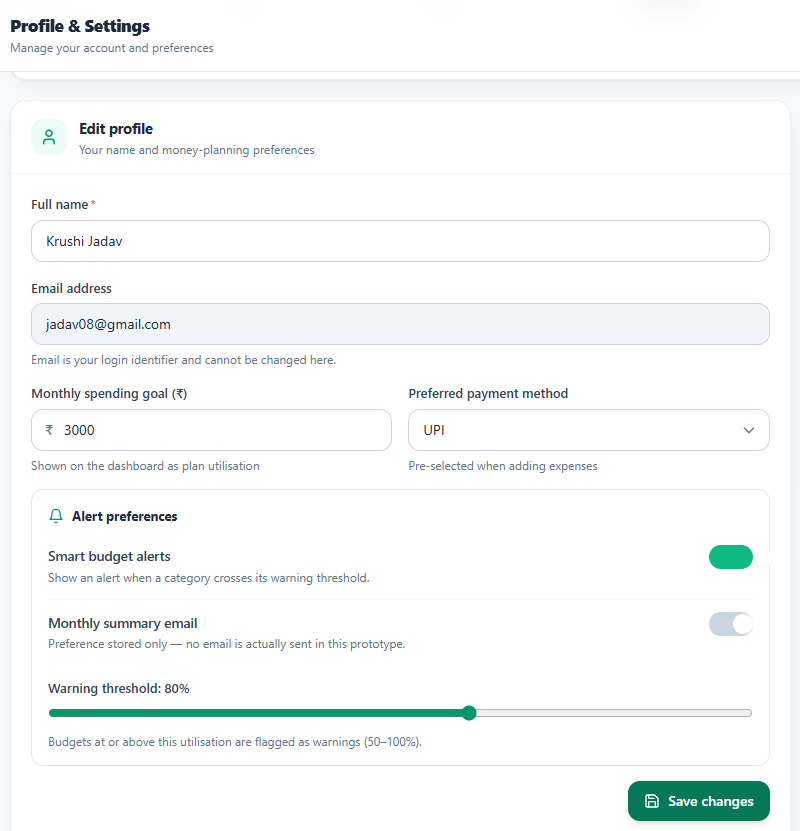 Profile & Settings
Manage your account and preferences
Edit profile
Your name and money-planning preferences
Full name*
Krushi Jadav
Email address
jadav08@gmail.com
Email is your login identifier and cannot be changed here.
Monthly spending goal (₹)
Preferred payment method
₹ 3000
UPI
Shown on the dashboard as plan utilisation
Pre-selected when adding expenses
Alert preferences
Smart budget alerts
Show an alert when a category crosses its warning threshold.
Monthly summary email
Preference stored only — no email is actually sent in this prototype.
Warning threshold: 80%
Budgets at or above this utilisation are flagged as warnings (50–100%).
Save changes